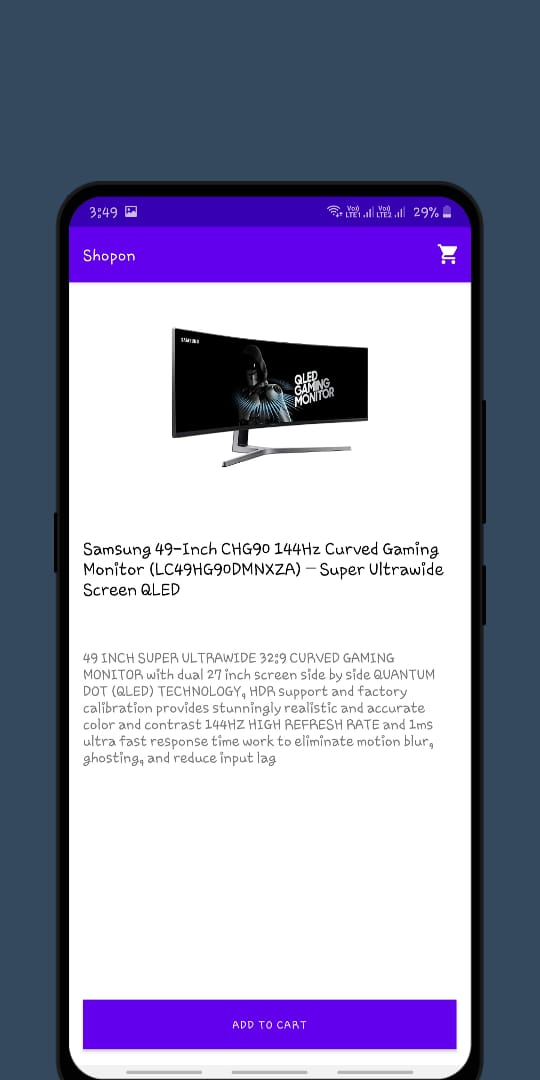 3:49
Vo) LTE1 Vo) LTE2 29%
Shopon
SAMSUNG
QLED
GAMING
MONITOR
Samsung 49-Inch CHG90 144Hz Curved Gaming
Monitor (LC49HG90DMNXZA) – Super Ultrawide
Screen QLED
49 INCH SUPER ULTRAWIDE 32:9 CURVED GAMING
MONITOR with dual 27 inch screen side by side QUANTUM
DOT (QLED) TECHNOLOGY, HDR support and factory
calibration provides stunningly realistic and accurate
color and contrast 144HZ HIGH REFRESH RATE and 1ms
ultra fast response time work to eliminate motion blur,
ghosting, and reduce input lag
ADD TO CART